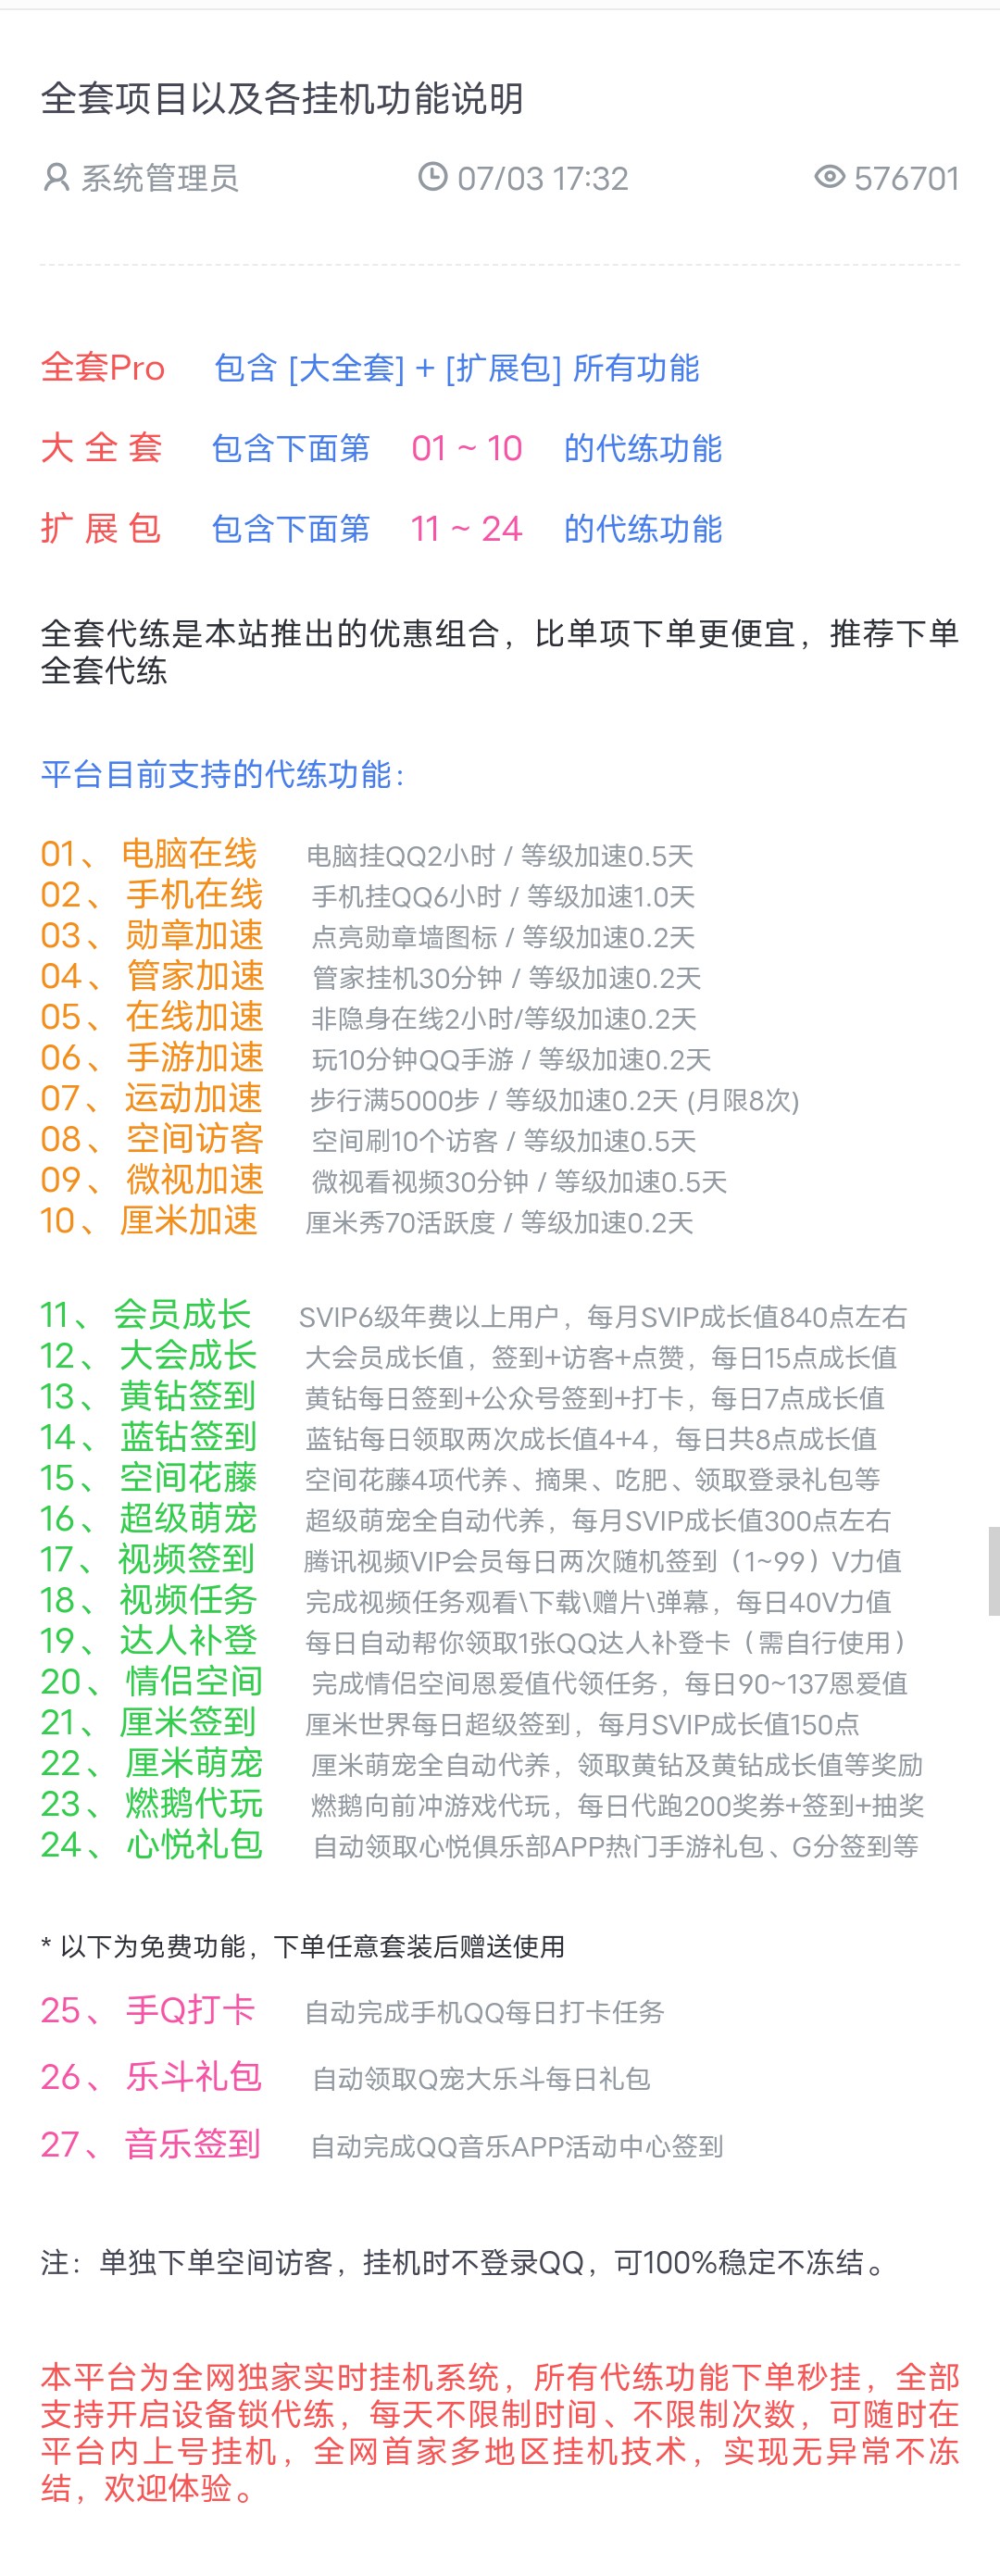 全套项目以及各挂机功能说明
系统管理员 07/03 17:32 576701
全套Pro 包含 [大全套] + [扩展包] 所有功能
大 全 套 包含下面第 01 ~ 10 的代练功能
扩 展 包 包含下面第 11 ~ 24 的代练功能
全套代练是本站推出的优惠组合，比单项下单更便宜，推荐下单
全套代练
平台目前支持的代练功能：
01、 电脑在线 电脑挂QQ2小时 / 等级加速0.5天
02、 手机在线 手机挂QQ6小时 / 等级加速1.0天
03、 勋章加速 点亮勋章墙图标 / 等级加速0.2天
04、 管家加速 管家挂机30分钟 / 等级加速0.2天
05、 在线加速 非隐身在线2小时/等级加速0.2天
06、 手游加速 玩10分钟QQ手游 / 等级加速0.2天
07、 运动加速 步行满5000步 / 等级加速0.2天 (月限8次)
08、 空间访客 空间刷10个访客 / 等级加速0.5天
09、 微视加速 微视看视频30分钟 / 等级加速0.5天
10、 厘米加速 厘米秀70活跃度 / 等级加速0.2天
11、 会员成长 SVIP6级年费以上用户，每月SVIP成长值840点左右
12、 大会成长 大会员成长值，签到+访客+点赞，每日15点成长值
13、 黄钻签到 黄钻每日签到+公众号签到+打卡，每日7点成长值
14、 蓝钻签到 蓝钻每日领取两次成长值4+4，每日共8点成长值
15、 空间花藤 空间花藤4项代养、摘果、吃肥、领取登录礼包等
16、 超级萌宠 超级萌宠全自动代养，每月SVIP成长值300点左右
17、 视频签到 腾讯视频VIP会员每日两次随机签到（1~99）V力值
18、 视频任务 完成视频任务观看\下载\赠片\弹幕，每日40V力值
19、 达人补登 每日自动帮你领取1张QQ达人补登卡（需自行使用）
20、 情侣空间 完成情侣空间恩爱值代领任务，每日90~137恩爱值
21、 厘米签到 厘米世界每日超级签到，每月SVIP成长值150点
22、 厘米萌宠 厘米萌宠全自动代养，领取黄钻及黄钻成长值等奖励
23、 燃鹅代玩 燃鹅向前冲游戏代玩，每日代跑200奖券+签到+抽奖
24、 心悦礼包 自动领取心悦俱乐部APP热门手游礼包、G分签到等
* 以下为免费功能，下单任意套装后赠送使用
25、 手Q打卡 自动完成手机QQ每日打卡任务
26、 乐斗礼包 自动领取Q宠大乐斗每日礼包
27、 音乐签到 自动完成QQ音乐APP活动中心签到
注：单独下单空间访客，挂机时不登录QQ，可100%稳定不冻结。
本平台为全网独家实时挂机系统，所有代练功能下单秒挂，全部
支持开启设备锁代练，每天不限制时间、不限制次数，可随时在
平台内上号挂机，全网首家多地区挂机技术，实现无异常不冻
结，欢迎体验。